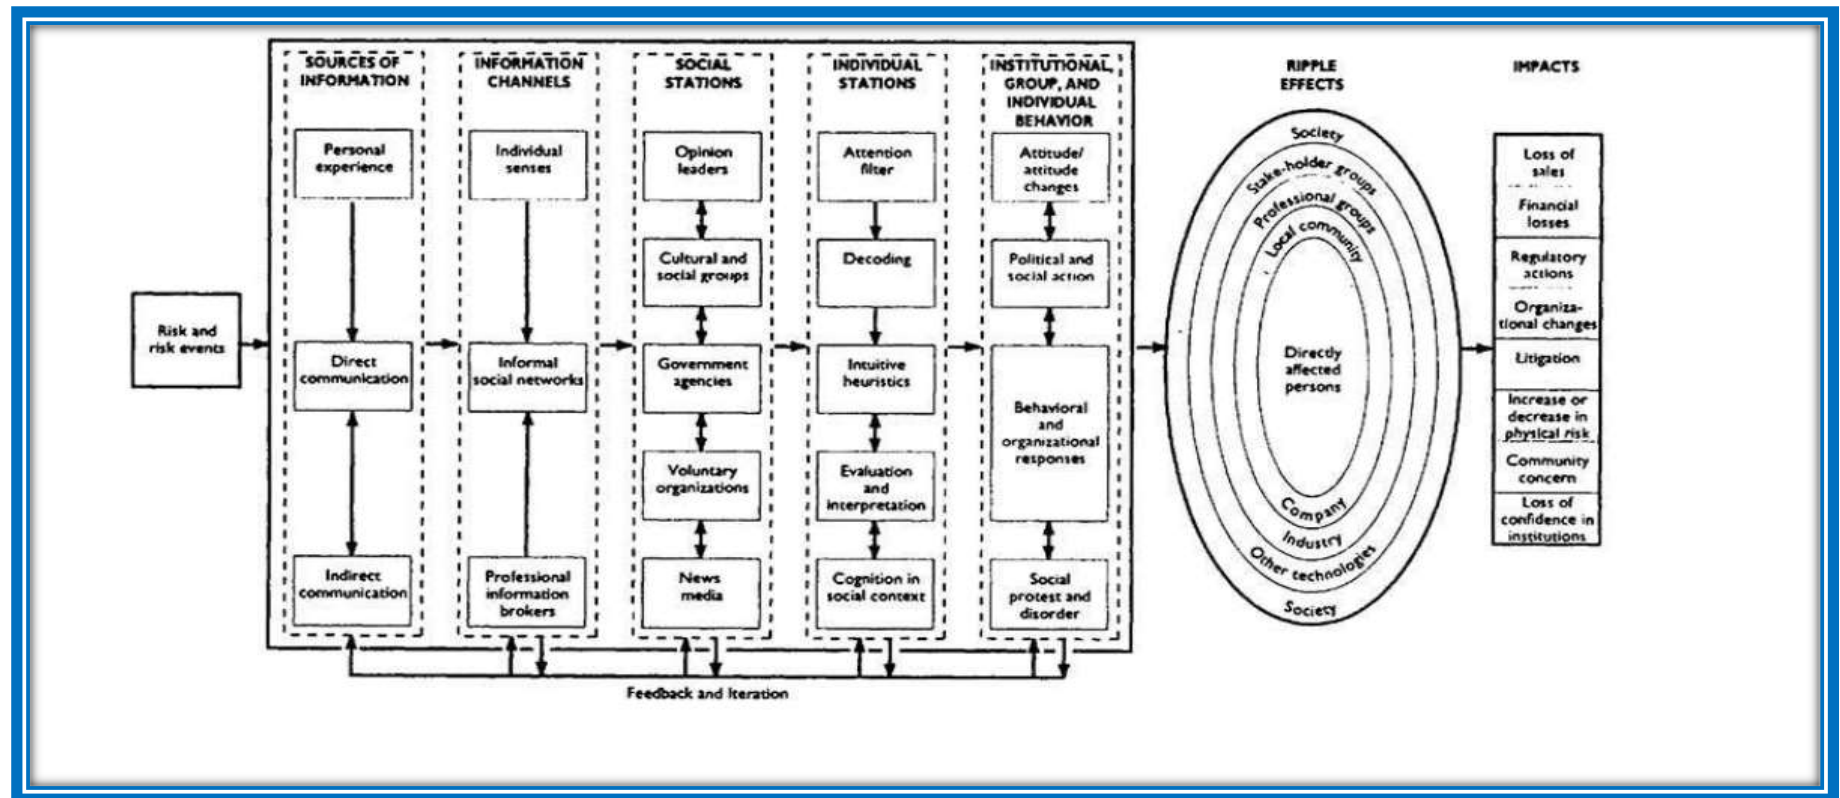 SOURCES OF
INFORMATION
Personal
experience
Direct
communication
Indirect
communication
INFORMATION
CHANNELS
Individual
senses
Informal
social networks
Professional
information
brokers
SOCIAL
STATIONS
Opinion
leaders
Cultural and
social groups
Government
agencies
Voluntary
organizations
News
media
INDIVIDUAL
STATIONS
Attention
filter
Decoding
Intuitive
heuristics
Evaluation
and
interpretation
Cognition in
social context
INSTITUTIONAL,
GROUP, AND
INDIVIDUAL
BEHAVIOR
Attitude/
attitude
changes
Political and
social action
Behavioral
and
organizational
responses
Social
protest and
disorder
Risk and
risk events
Feedback and Iteration
RIPPLE
EFFECTS
Society
Stake-holder groups
Professional groups
Local community
Directly
affected
persons
Company
Industry
Other technologies
Society
IMPACTS
Loss of
sales
Financial
losses
Regulatory
actions
Organiza-
tional changes
Litigation
Increase or
decrease in
physical risk
Community
concern
Loss of
confidence in
institutions